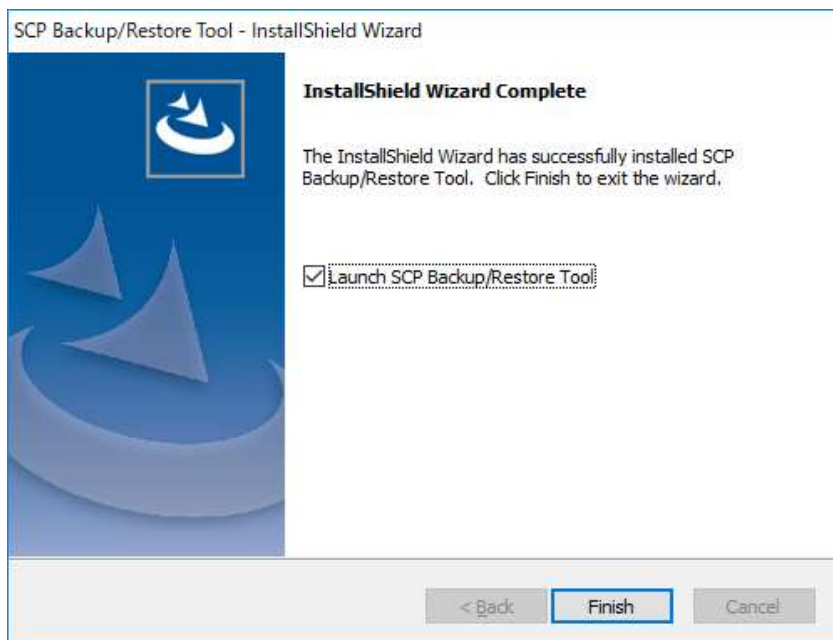 SCP Backup/Restore Tool - InstallShield Wizard
InstallShield Wizard Complete
The InstallShield Wizard has successfully installed SCP
Backup/Restore Tool. Click Finish to exit the wizard.
Launch SCP Backup/Restore Tool
< Back
Finish
Cancel